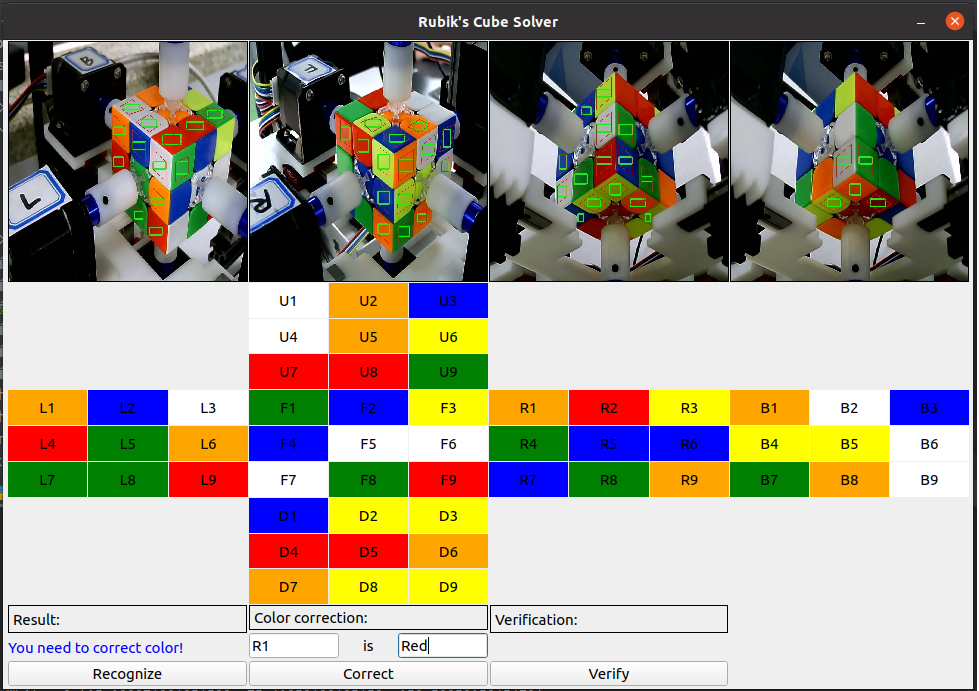 Rubik's Cube Solver
B
F
L
R
U1 U2 U3
U4 U5 U6
U7 U8 U9
L1 L2 L3 F1 F2 F3 R1 R2 R3 B1 B2 B3
L4 L5 L6 F4 F5 F6 R4 R5 R6 B4 B5 B6
L7 L8 L9 F7 F8 F9 R7 R8 R9 B7 B8 B9
D1 D2 D3
D4 D5 D6
D7 D8 D9
Result: Color correction: Verification:
You need to correct color! R1 is Red
Recognize Correct Verify